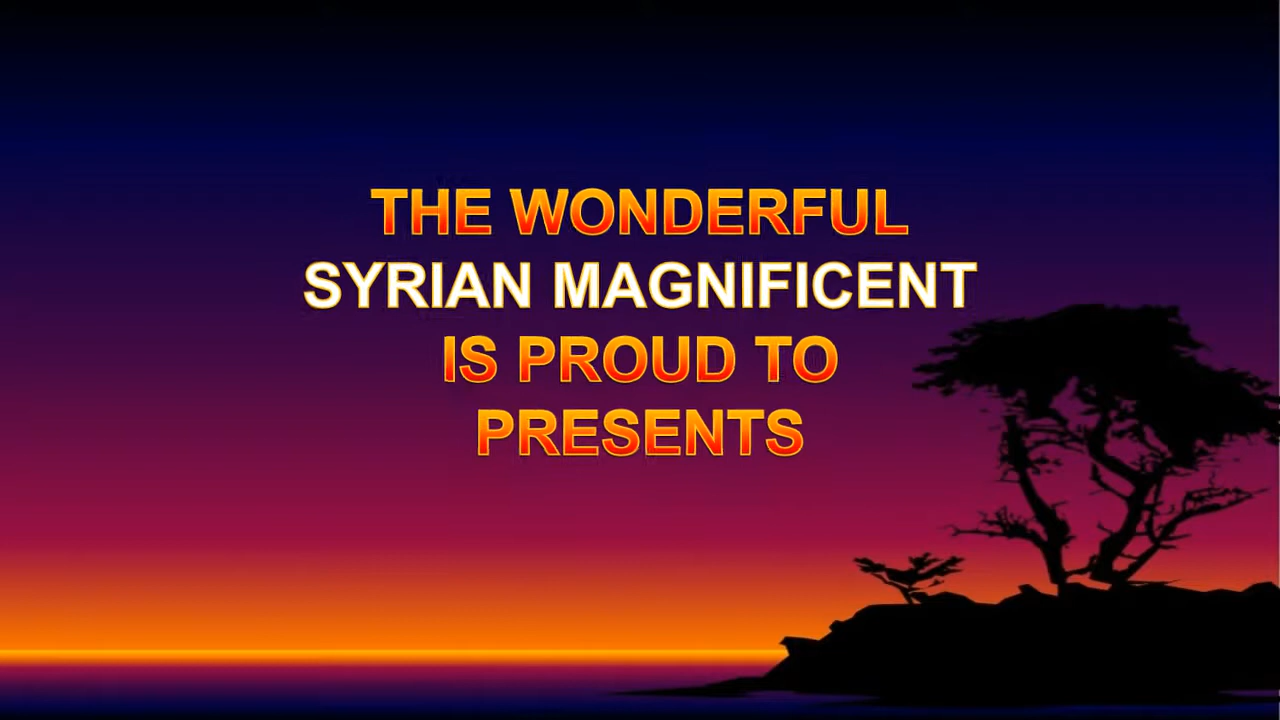 THE WONDERFUL
SYRIAN MAGNIFICENT
IS PROUD TO
PRESENTS